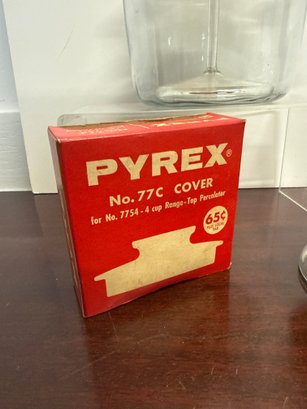 PYREX®
No. 77C COVER
for No. 7754 - 4 cup Range-Top Percolator
65¢